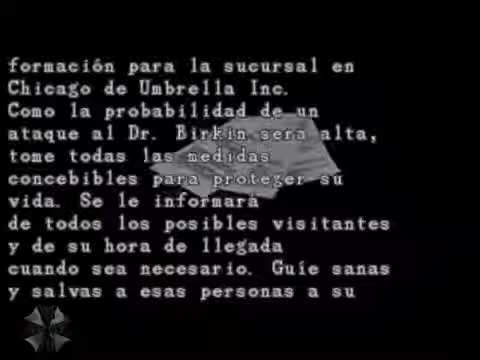 formación para la sucursal en
Chicago de Umbrella Inc.
Como la probabilidad de un
ataque al Dr. Birkin sera alta,
tome todas las medidas
concebibles para proteger su
vida. Se le informará
de todos los posibles visitantes
y de su hora de llegada
cuando sea necesario. Guíe sanas
y salvas a esas personas a su